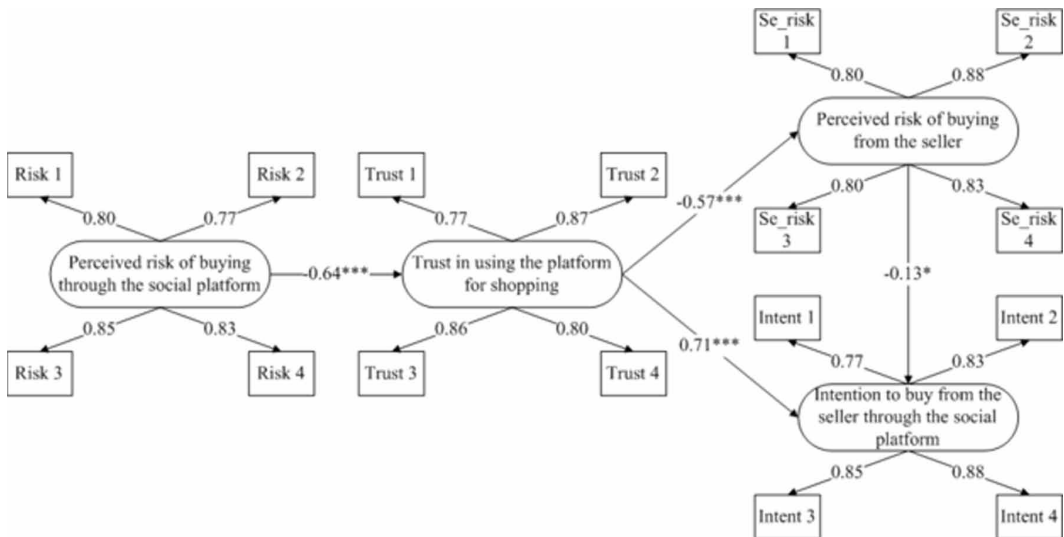 Se_risk
1
Se_risk
2
0.80
0.88
Perceived risk of buying
from the seller
0.80
0.83
Se_risk
3
Se_risk
4
Risk 1
Risk 2
0.80
0.77
Perceived risk of buying
through the social platform
0.85
0.83
Risk 3
Risk 4
-0.64***
Trust 1
Trust 2
0.77
0.87
Trust in using the platform
for shopping
0.86
0.80
Trust 3
Trust 4
-0.57***
0.71***
-0.13*
Intent 1
Intent 2
0.77
0.83
Intention to buy from the
seller through the social
platform
0.85
0.88
Intent 3
Intent 4